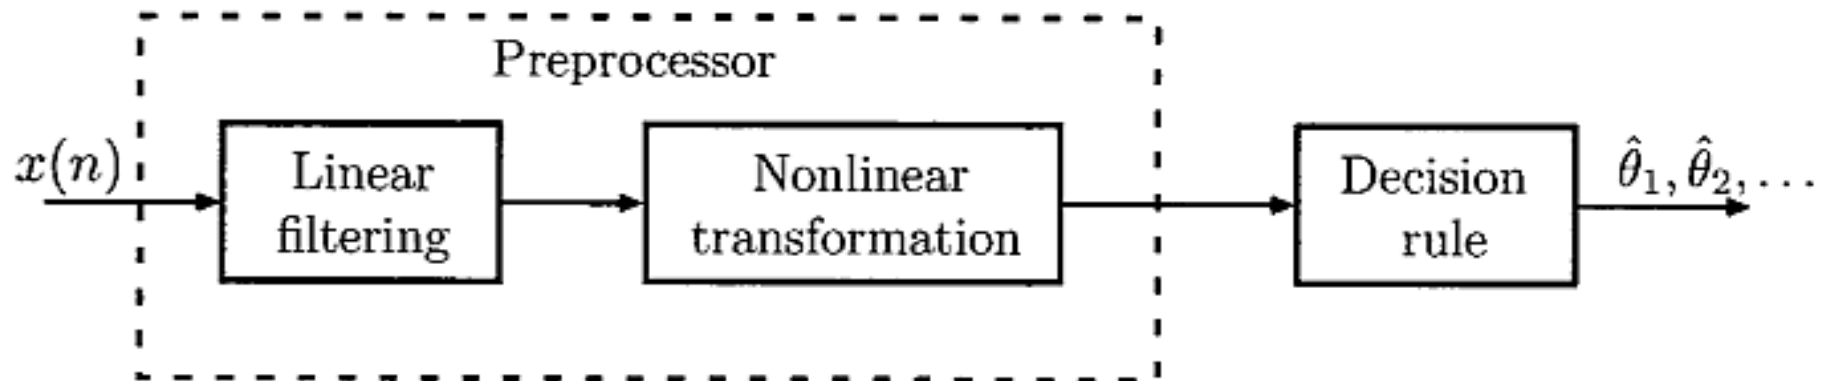 Preprocessor
x(n)
Linear
filtering
Nonlinear
transformation
Decision
rule
θ̂₁, θ̂₂, …